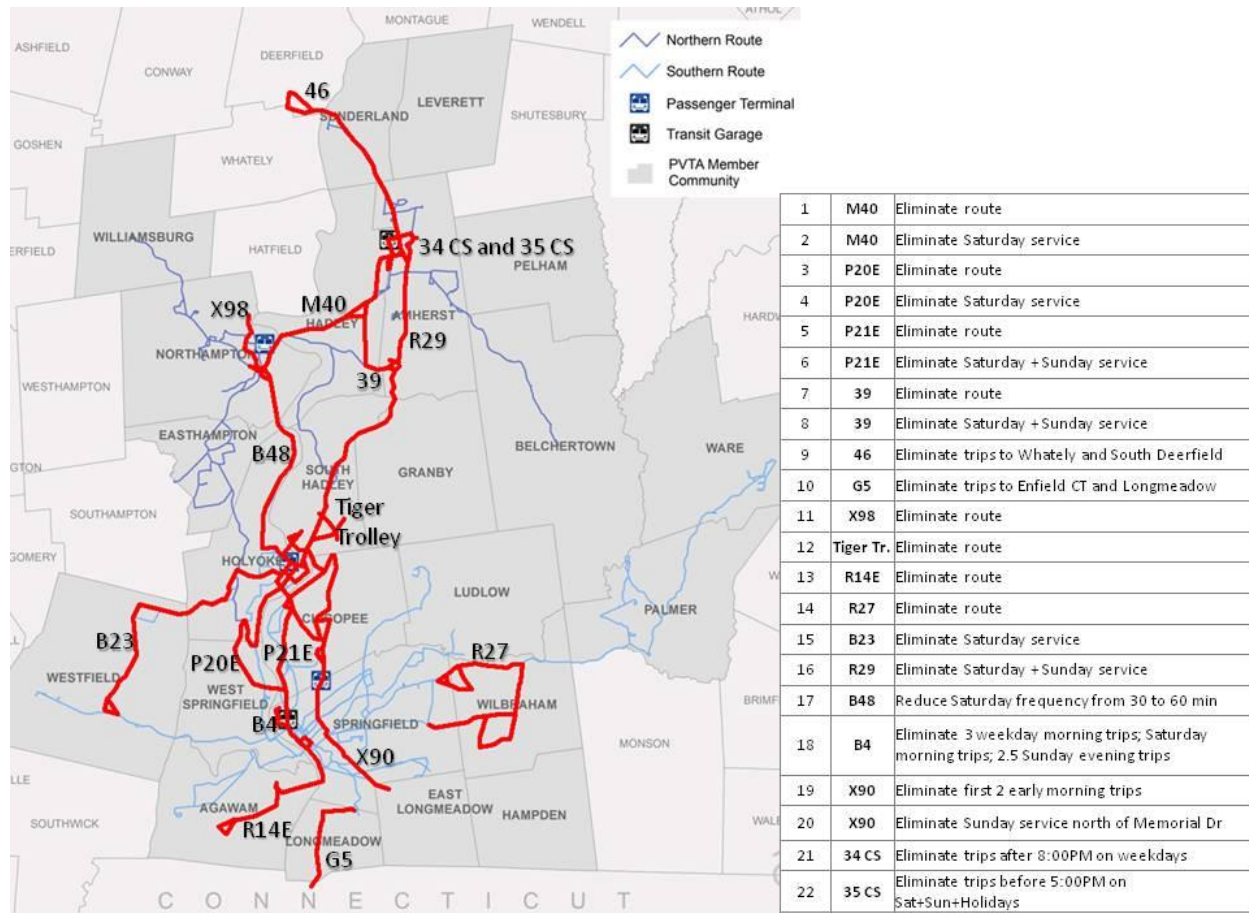 MONTAGUE
WENDELL
ATHOL
ASHFIELD
DEERFIELD
CONWAY
46
SUNDERLAND
LEVERETT
SHUTESBURY
GOSHEN
WHATELY
Northern Route
Southern Route
Passenger Terminal
Transit Garage
PVTA Member
Community
WILLIAMSBURG
HATFIELD
34 CS and 35 CS
PELHAM
ERFIELD
X98
M40
HADLEY
AMHERST
R29
HARDW
NORTHAMPTON
39
WESTHAMPTON
EASTHAMPTON
B48
BELCHERTOWN
WARE
GTON
SOUTH
HADLEY
GRANBY
SOUTHAMPTON
Tiger
Trolley
GOMERY
HOLYOKE
LUDLOW
PALMER
CHICOPEE
B23
P20E
P21E
R27
WESTFIELD
WEST
SPRINGFIELD
WILBRAHAM
BRIMF
B4
SPRINGFIELD
MONSON
X90
LLE
AGAWAM
EAST
LONGMEADOW
HAMPDEN
SOUTHWICK
R14E
LONGMEADOW
WAL
G5
CONNECTICUT
1 M40 Eliminate route
2 M40 Eliminate Saturday service
3 P20E Eliminate route
4 P20E Eliminate Saturday service
5 P21E Eliminate route
6 P21E Eliminate Saturday +Sunday service
7 39 Eliminate route
8 39 Eliminate Saturday +Sunday service
9 46 Eliminate trips to Whately and South Deerfield
10 G5 Eliminate trips to Enfield CT and Longmeadow
11 X98 Eliminate route
12 Tiger Tr. Eliminate route
13 R14E Eliminate route
14 R27 Eliminate route
15 B23 Eliminate Saturday service
16 R29 Eliminate Saturday +Sunday service
17 B48 Reduce Saturday frequency from 30 to 60 min
18 B4 Eliminate 3 weekday morning trips; Saturday
morning trips; 2.5 Sunday evening trips
19 X90 Eliminate first 2 early morning trips
20 X90 Eliminate Sunday service north of Memorial Dr
21 34 CS Eliminate trips after 8:00PM on weekdays
22 35 CS Eliminate trips before 5:00PM on
Sat+Sun+Holidays